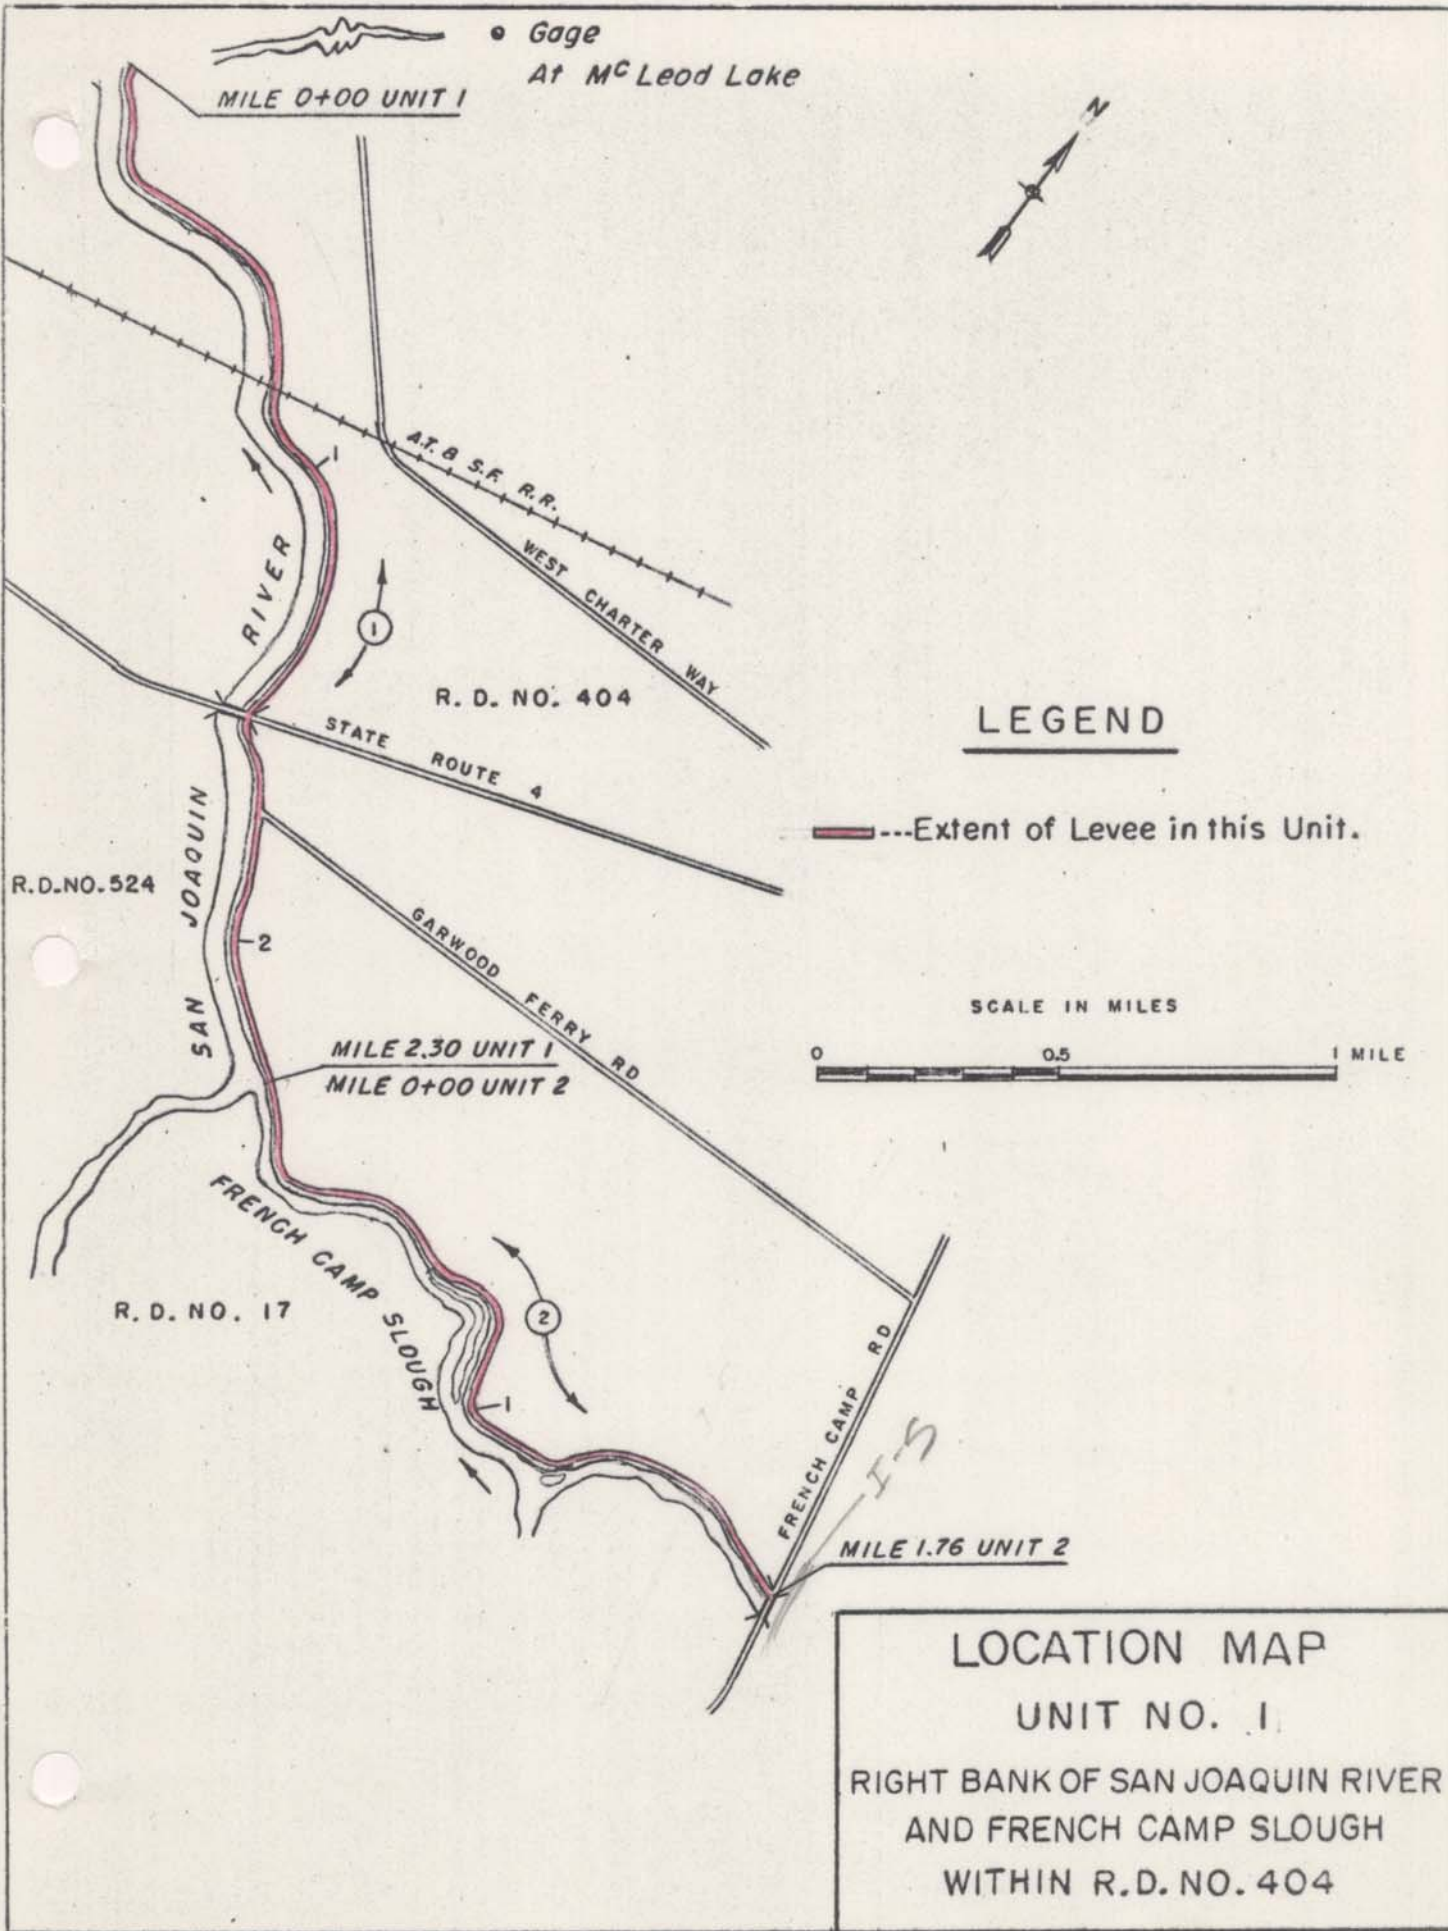 Gage
At Mc Leod Lake
MILE 0+00 UNIT 1
N
A.T. & S.F. R.R.
1
WEST CHARTER WAY
RIVER
1
R. D. NO. 404
STATE ROUTE 4
LEGEND
---Extent of Levee in this Unit.
SAN JOAQUIN
R.D.NO.524
2
GARWOOD FERRY RD
SCALE IN MILES
0 0.5 1 MILE
MILE 2.30 UNIT 1
MILE 0+00 UNIT 2
FRENCH CAMP SLOUGH
R. D. NO. 17
2
1
FRENCH CAMP RD
I-5
MILE 1.76 UNIT 2
LOCATION MAP
UNIT NO. 1
RIGHT BANK OF SAN JOAQUIN RIVER
AND FRENCH CAMP SLOUGH
WITHIN R.D. NO. 404